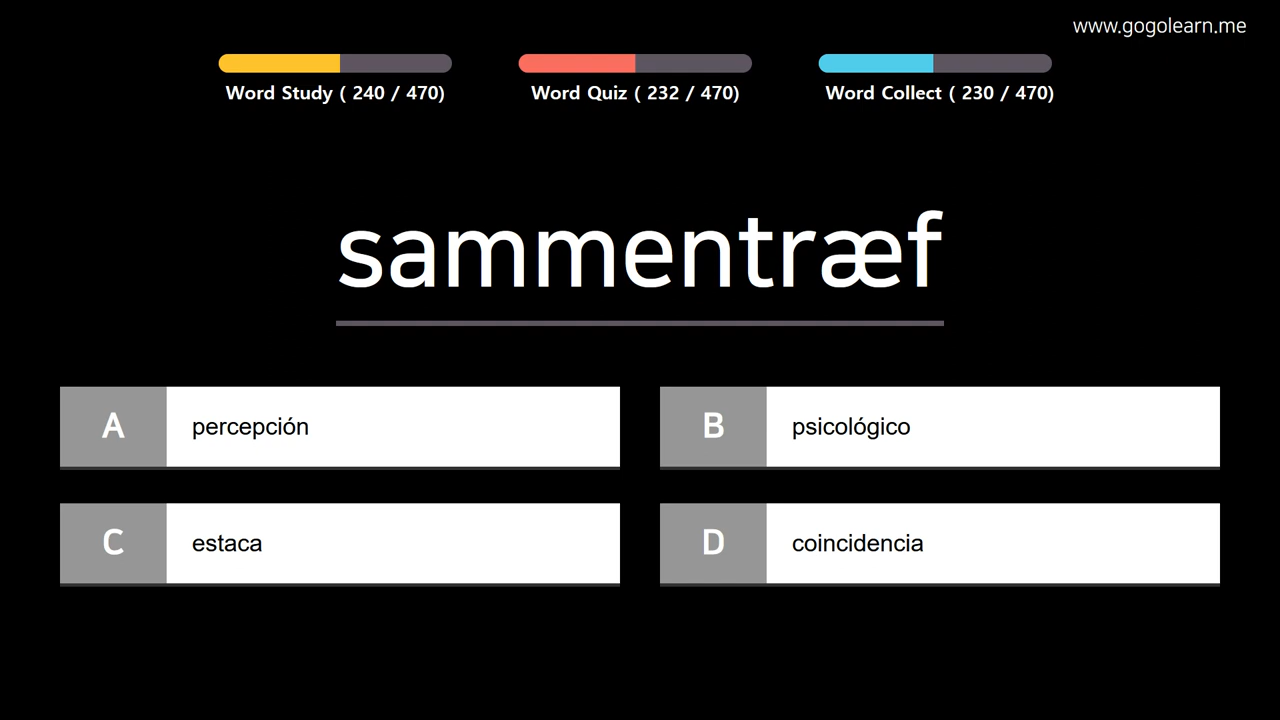 www.gogolearn.me
Word Study ( 240 / 470)
Word Quiz ( 232 / 470)
Word Collect ( 230 / 470)
sammentræf
A percepción
B psicológico
C estaca
D coincidencia